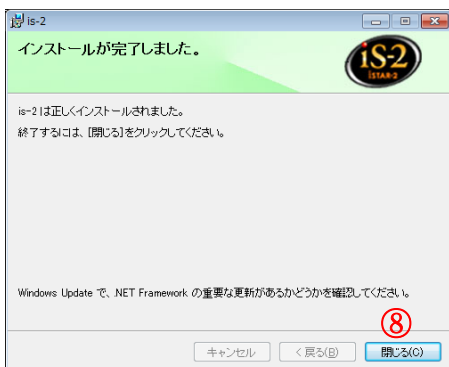 is-2
インストールが完了しました。
iS-2
ISTAR-2
is-2は正しくインストールされました。
終了するには、[閉じる]をクリックしてください。
Windows Update で、.NET Framework の重要な更新があるかどうかを確認してください。
⑧
キャンセル
< 戻る(B)
閉じる(C)